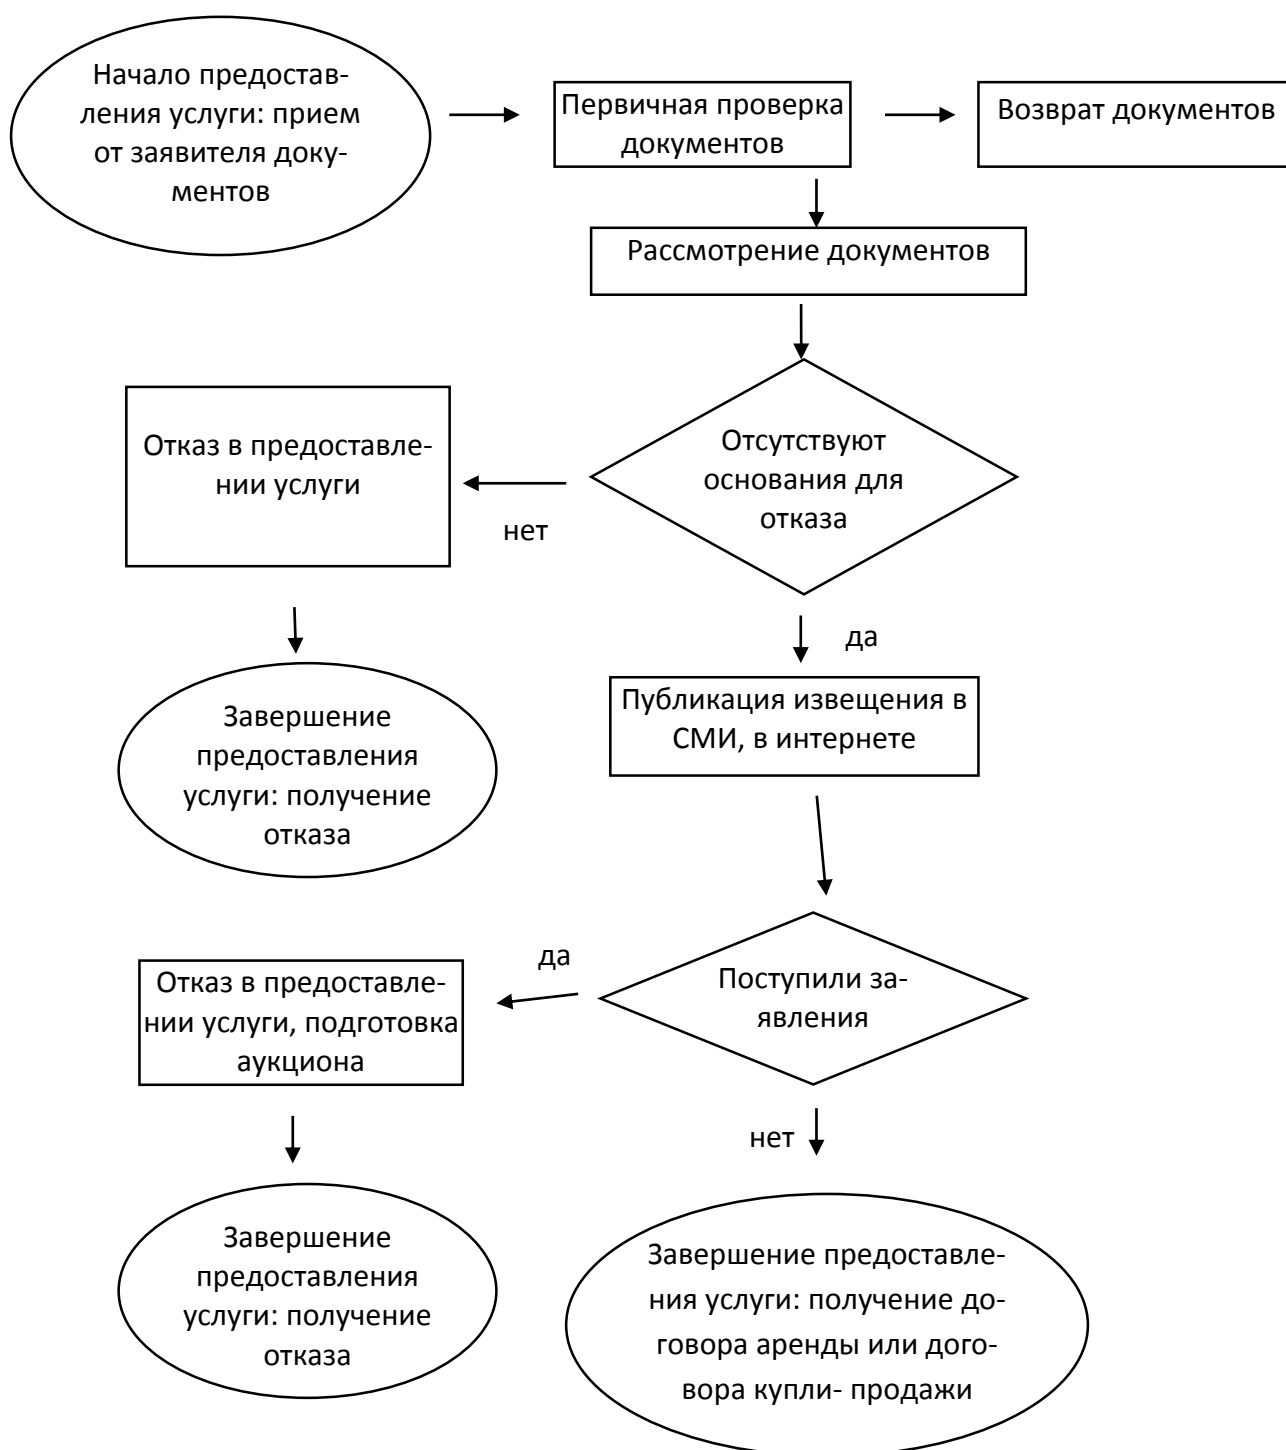 Начало предостав-
ления услуги: прием
от заявителя доку-
ментов
Первичная проверка
документов
Возврат документов
Рассмотрение документов
Отсутствуют
основания для
отказа
Отказ в предоставле-
нии услуги
нет
да
Завершение
предоставления
услуги: получение
отказа
Публикация извещения в
СМИ, в интернете
Поступили за-
явления
да
Отказ в предоставле-
нии услуги, подготовка
аукциона
нет
Завершение
предоставления
услуги: получение
отказа
Завершение предоставле-
ния услуги: получение до-
говора аренды или дого-
вора купли- продажи